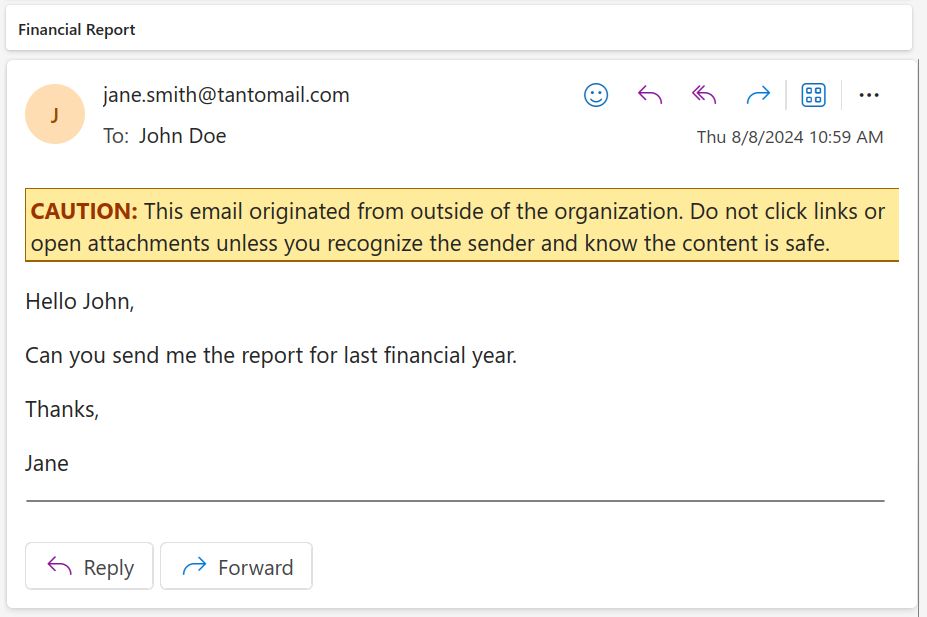 Financial Report
J
jane.smith@tantomail.com
To: John Doe
Thu 8/8/2024 10:59 AM
CAUTION: This email originated from outside of the organization. Do not click links or
open attachments unless you recognize the sender and know the content is safe.
Hello John,
Can you send me the report for last financial year.
Thanks,
Jane
Reply
Forward